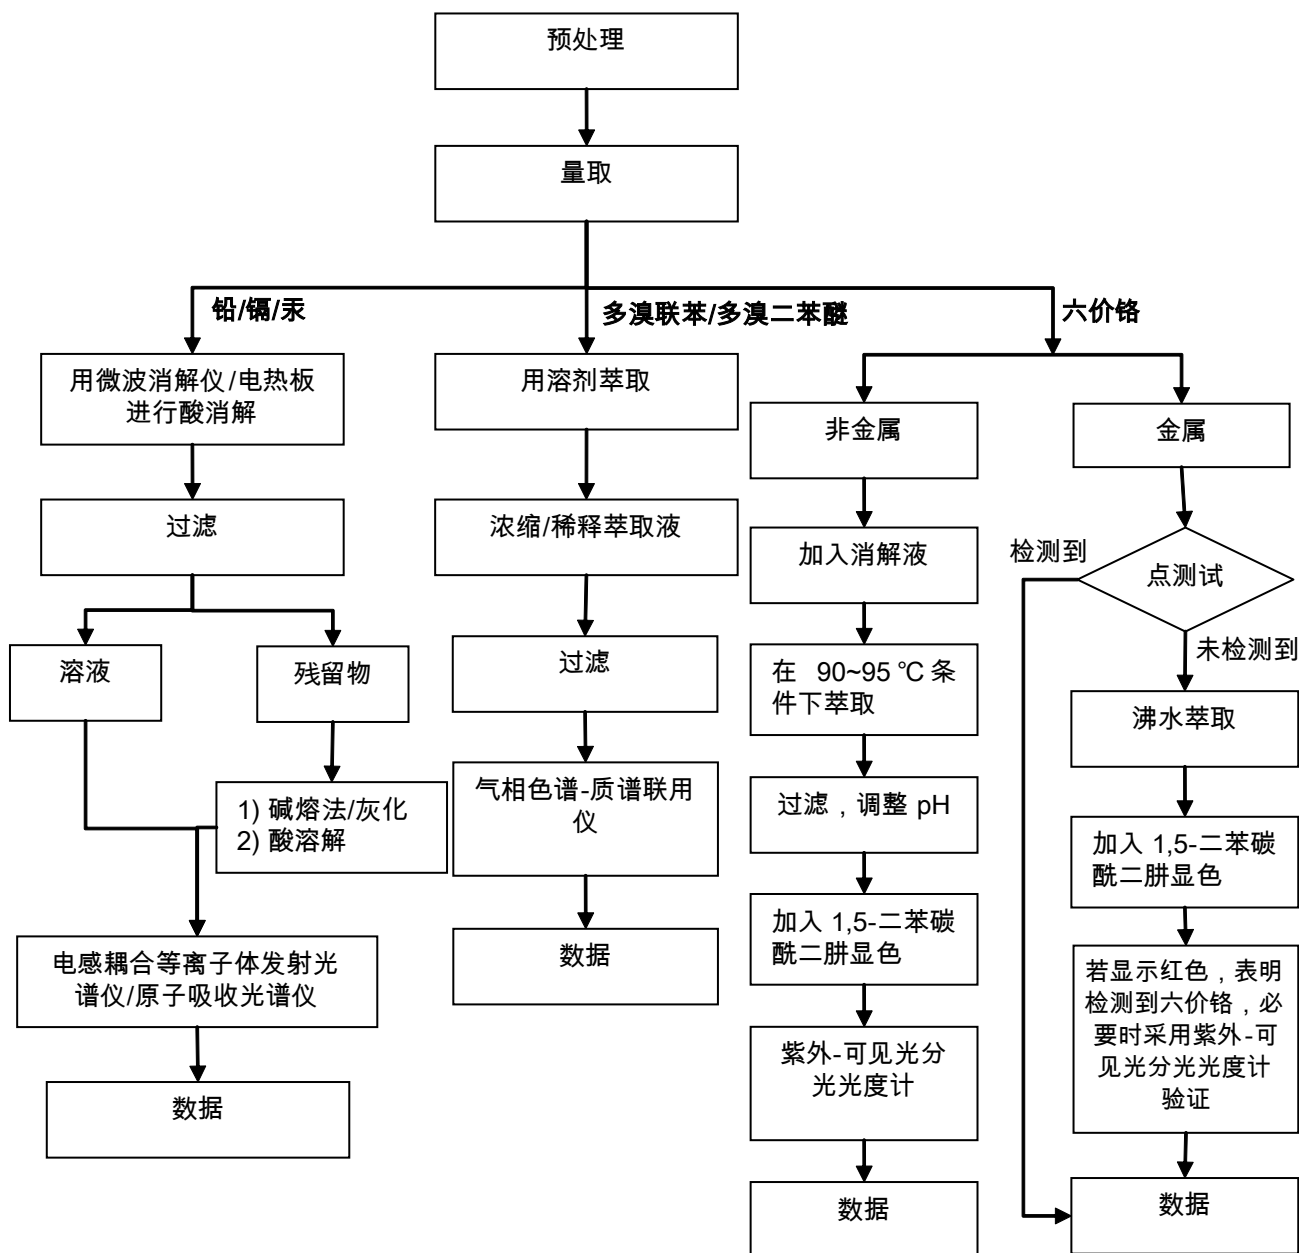 预处理
量取
铅/镉/汞
用微波消解仪/电热板
进行酸消解
过滤
溶液
残留物
1) 碱熔法/灰化
2) 酸溶解
电感耦合等离子体发射光
谱仪/原子吸收光谱仪
数据
多溴联苯/多溴二苯醚
用溶剂萃取
浓缩/稀释萃取液
过滤
气相色谱-质谱联用
仪
数据
六价铬
非金属
加入消解液
在 90~95 ℃ 条
件下萃取
过滤，调整 pH
加入 1,5-二苯碳
酰二肼显色
紫外-可见光分
光光度计
数据
金属
点测试
检测到
未检测到
沸水萃取
加入 1,5-二苯碳
酰二肼显色
若显示红色，表明
检测到六价铬，必
要时采用紫外-可
见光分光光度计
验证
数据